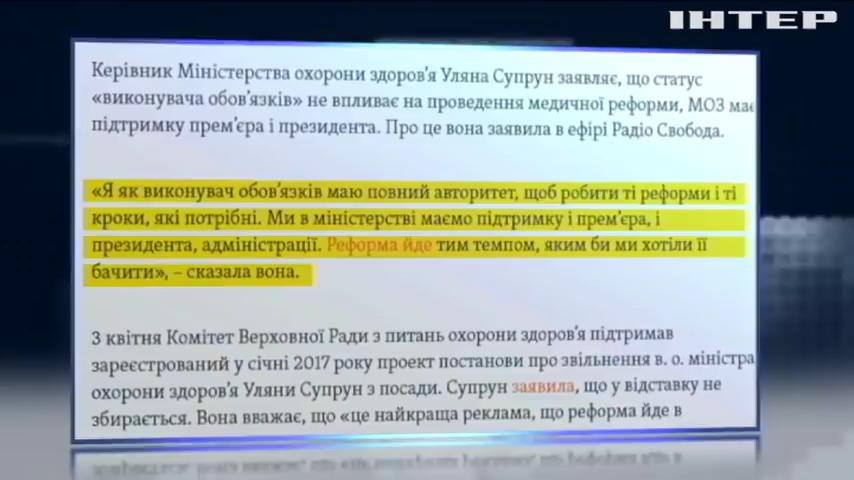 ІНТЕР
Керівник Міністерства охорони здоров'я Уляна Супрун заявляє, що статус
«виконувача обов'язків» не впливає на проведення медичної реформи, МОЗ має
підтримку прем'єра і президента. Про це вона заявила в ефірі Радіо Свобода.
«Я як виконувач обов'язків маю повний авторитет, щоб робити ті реформи і ті
кроки, які потрібні. Ми в міністерстві маємо підтримку і прем'єра, і
президента, адміністрації. Реформа йде тим темпом, яким би ми хотіли її
бачити», – сказала вона.
3 квітня Комітет Верховної Ради з питань охорони здоров'я підтримав
зареєстрований у січні 2017 року проект постанови про звільнення в. о. міністра
охорони здоров'я Уляни Супрун з посади. Супрун заявила, що у відставку не
збирається. Вона вважає, що «це найкраща реклама, що реформа йде в